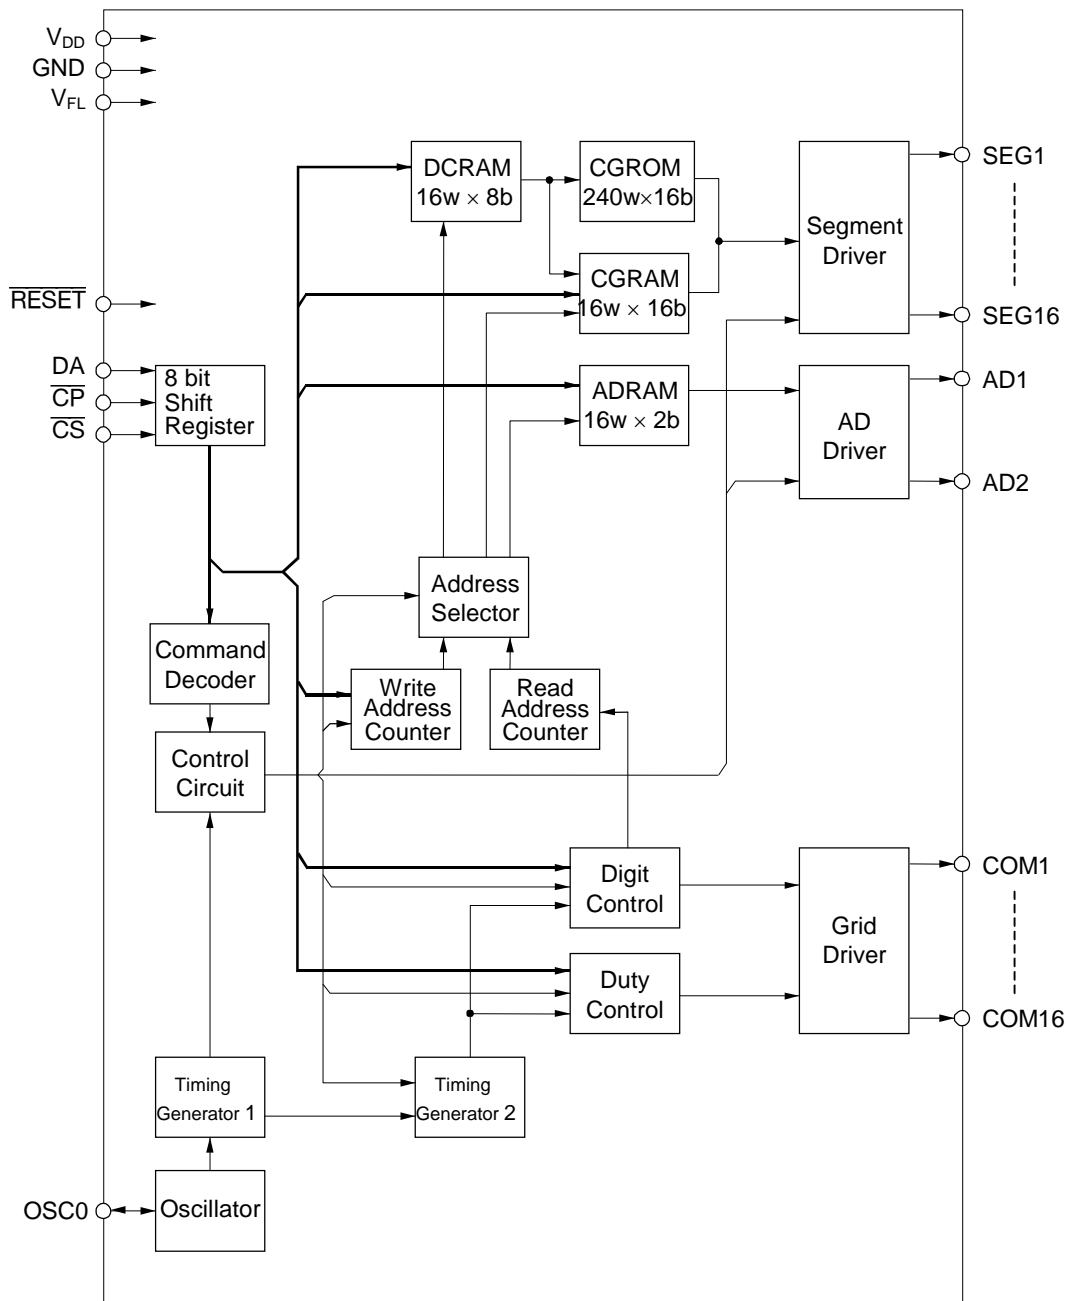 V_DD
GND
V_FL
DCRAM
16w × 8b
CGROM
240w×16b
Segment
Driver
SEG1
CGRAM
16w × 16b
RESET
SEG16
DA
CP
CS
8 bit
Shift
Register
ADRAM
16w × 2b
AD
Driver
AD1
AD2
Address
Selector
Command
Decoder
Write
Address
Counter
Read
Address
Counter
Control
Circuit
Digit
Control
Grid
Driver
COM1
Duty
Control
COM16
Timing
Generator 1
Timing
Generator 2
OSC0
Oscillator